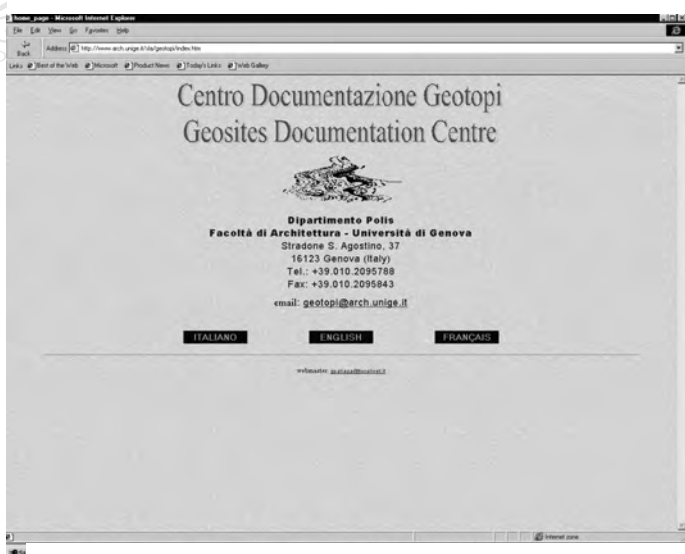 home_page - Microsoft Internet Explorer
File Edit View Go Favorites Help
Back
Address http://www.arch.unige.it/sla/geotopi/index.htm
Links Best of the Web Microsoft Product News Today's Links Web Gallery
Centro Documentazione Geotopi
Geosites Documentation Centre
Dipartimento Polis
Facoltà di Architettura - Università di Genova
Stradone S. Agostino, 37
16123 Genova (Italy)
Tel.: +39.010.2095788
Fax: +39.010.2095843
email: geotopi@arch.unige.it
ITALIANO ENGLISH FRANÇAIS
webmaster:
Internet zone